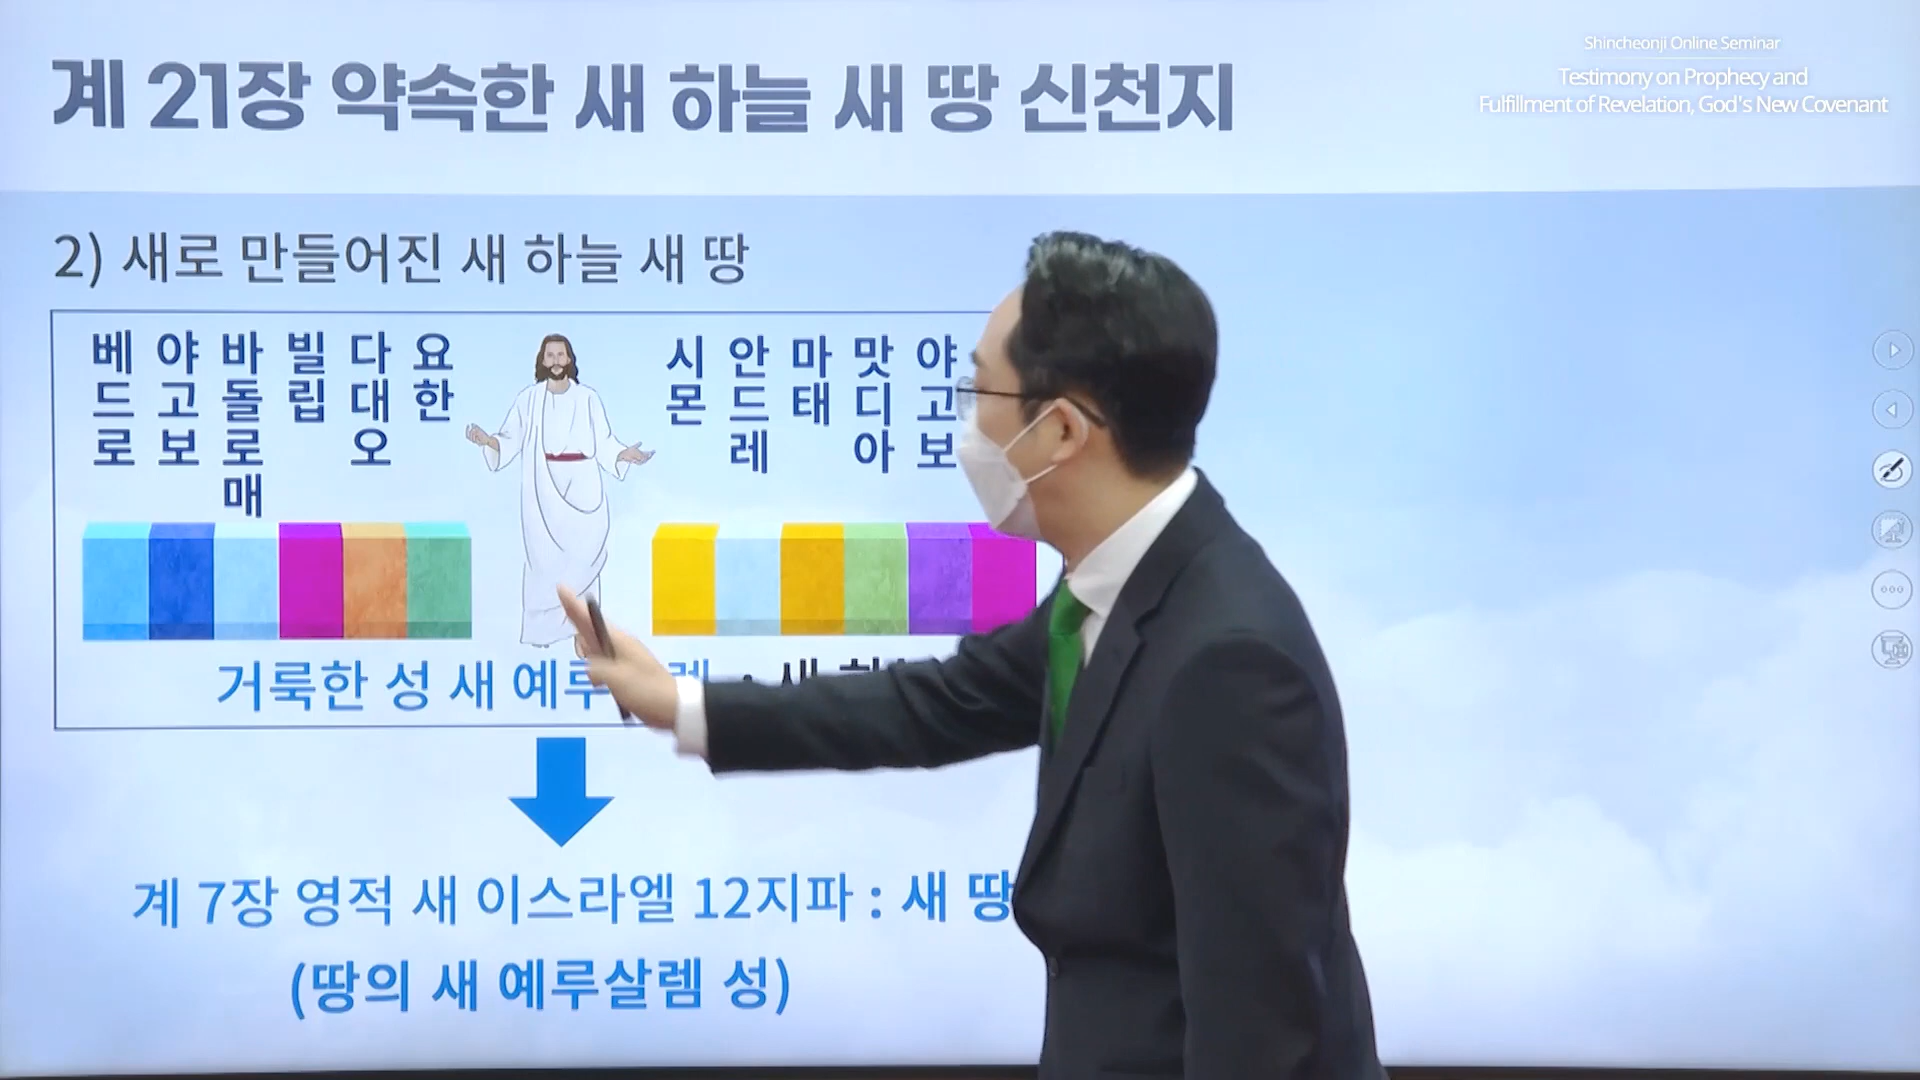 계 21장 약속한 새 하늘 새 땅 신천지
Shincheonji Online Seminar
Testimony on Prophecy and
Fulfillment of Revelation, God's New Covenant
2) 새로 만들어진 새 하늘 새 땅
베드로 야고보 바돌로매 빌립 다대오 요한 시몬 안드레 마태 맛디아 야고보
거룩한 성 새 예루
계 7장 영적 새 이스라엘 12지파 : 새 땅
(땅의 새 예루살렘 성)